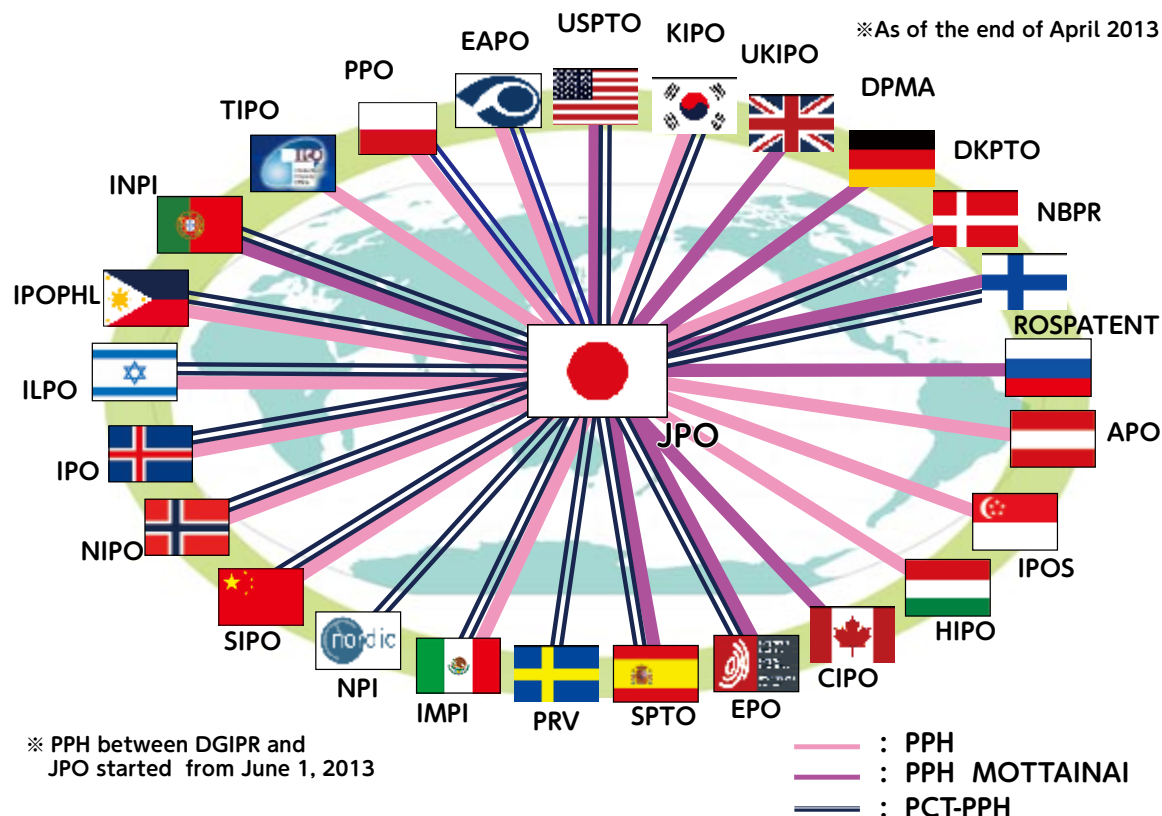 ※As of the end of April 2013
USPTO
KIPO
EAPO
UKIPO
PPO
DPMA
TIPO
DKPTO
INPI
NBPR
IPOPHL
ROSPATENT
ILPO
APO
JPO
IPO
NIPO
IPOS
SIPO
HIPO
nordic
NPI
CIPO
IMPI
PRV
SPTO
EPO
※ PPH between DGIPR and
JPO started from June 1, 2013
: PPH
: PPH MOTTAINAI
: PCT-PPH